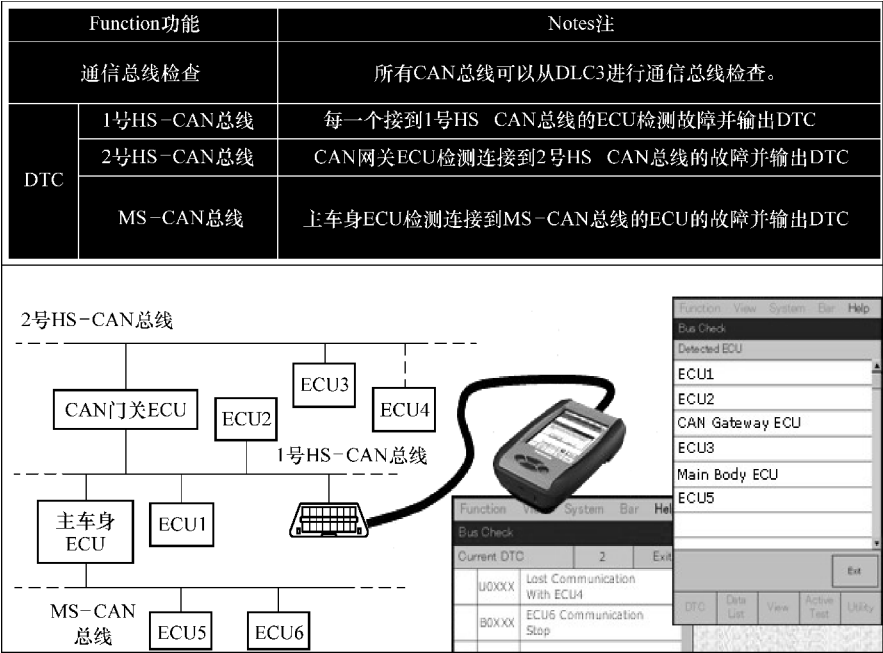 Function功能 Notes注
通信总线检查 所有CAN总线可以从DLC3进行通信总线检查。
DTC
1号HS-CAN总线 每一个接到1号HS CAN总线的ECU检测故障并输出DTC
2号HS-CAN总线 CAN网关ECU检测连接到2号HS CAN总线的故障并输出DTC
MS-CAN总线 主车身ECU检测连接到MS-CAN总线的ECU的故障并输出DTC
2号HS-CAN总线
ECU3
CAN门关ECU
ECU2
ECU4
1号HS-CAN总线
主车身
ECU
ECU1
MS-CAN
总线
ECU5
ECU6
Function View System Bar Hel
Bus Check
Current DTC 2 Exit
U0XXX Lost Communication
With ECU4
B0XXX ECU6 Communication
Stop
Function View System Bar Help
Bus Check
Detected ECU
ECU1
ECU2
CAN Gateway ECU
ECU3
Main Body ECU
ECU5
Exit
DTC Data
List View Active
Test Utility